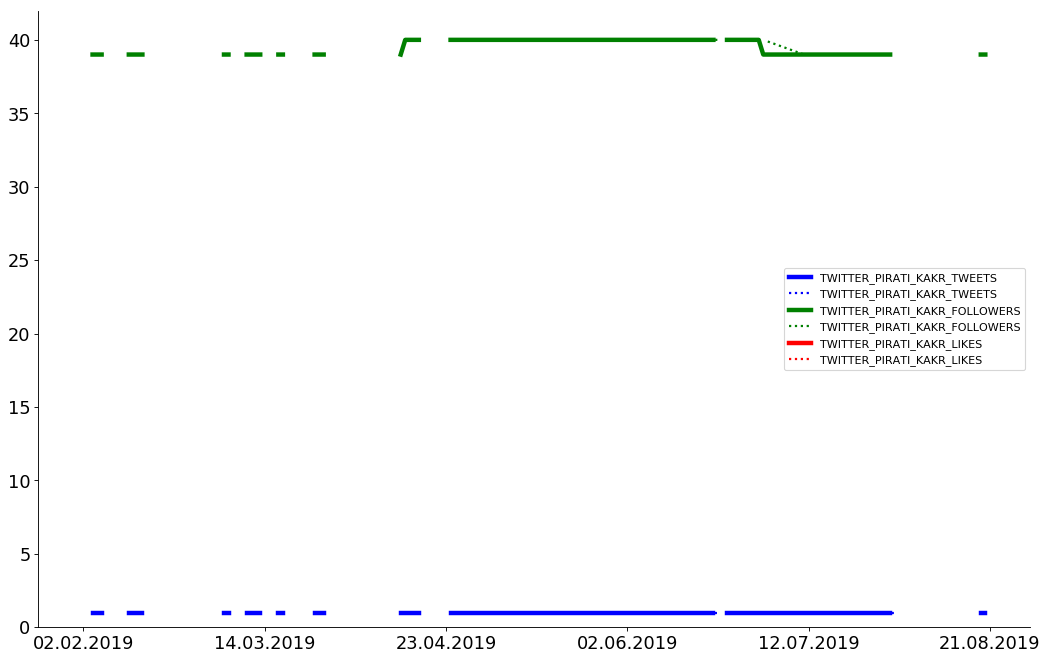 40
35
30
25
20
15
10
5
0
02.02.2019
14.03.2019
23.04.2019
02.06.2019
12.07.2019
21.08.2019
TWITTER_PIRATI_KAKR_TWEETS
TWITTER_PIRATI_KAKR_TWEETS
TWITTER_PIRATI_KAKR_FOLLOWERS
TWITTER_PIRATI_KAKR_FOLLOWERS
TWITTER_PIRATI_KAKR_LIKES
TWITTER_PIRATI_KAKR_LIKES